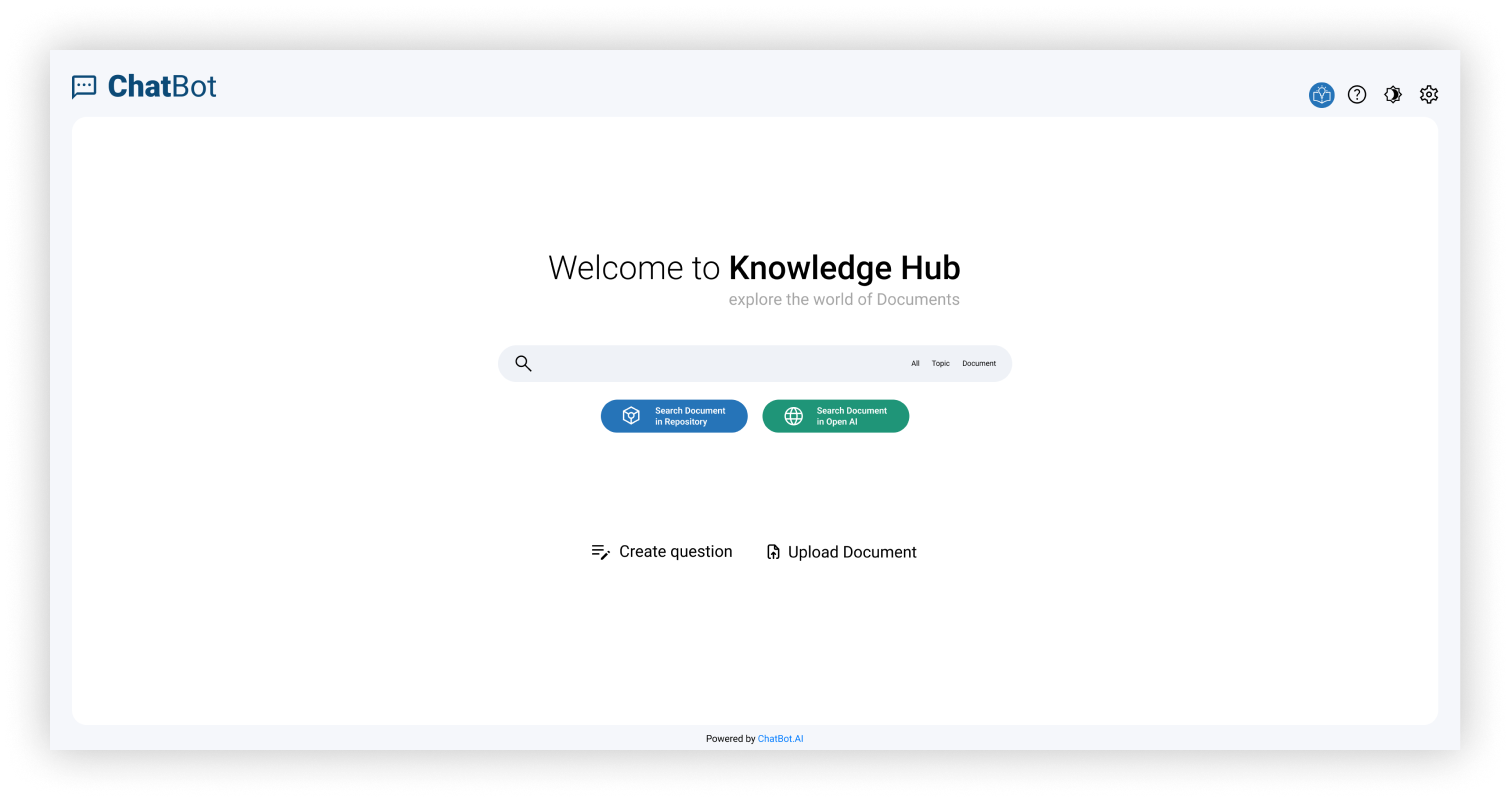 ChatBot
Welcome to Knowledge Hub
explore the world of Documents
All Topic Document
Search Document
in Repository
Search Document
in Open AI
Create question
Upload Document
Powered by ChatBot.AI